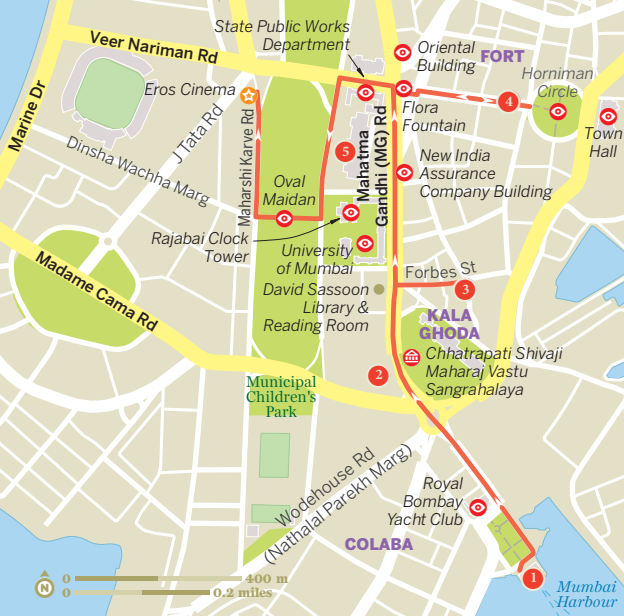 State Public Works
Department
Oriental
Building
FORT
Veer Nariman Rd
Horniman
Circle
Eros Cinema
4
Marine Dr
J Tata Rd
Maharshi Karve Rd
Flora
Fountain
Town
Hall
Dinsha Wachha Marg
5
Mahatma
Gandhi (MG) Rd
New India
Assurance
Company Building
Oval
Maidan
Rajabai Clock
Tower
University
of Mumbai
Forbes St
David Sassoon
Library &
Reading Room
3
Madame Cama Rd
KALA
GHODA
2
Chhatrapati Shivaji
Maharaj Vastu
Sangrahalaya
Municipal
Children's
Park
Wodehouse Rd
(Nathalal Parekh Marg)
Royal
Bombay
Yacht Club
COLABA
1
Mumbai
Harbour
N
0 400 m
0 0.2 miles